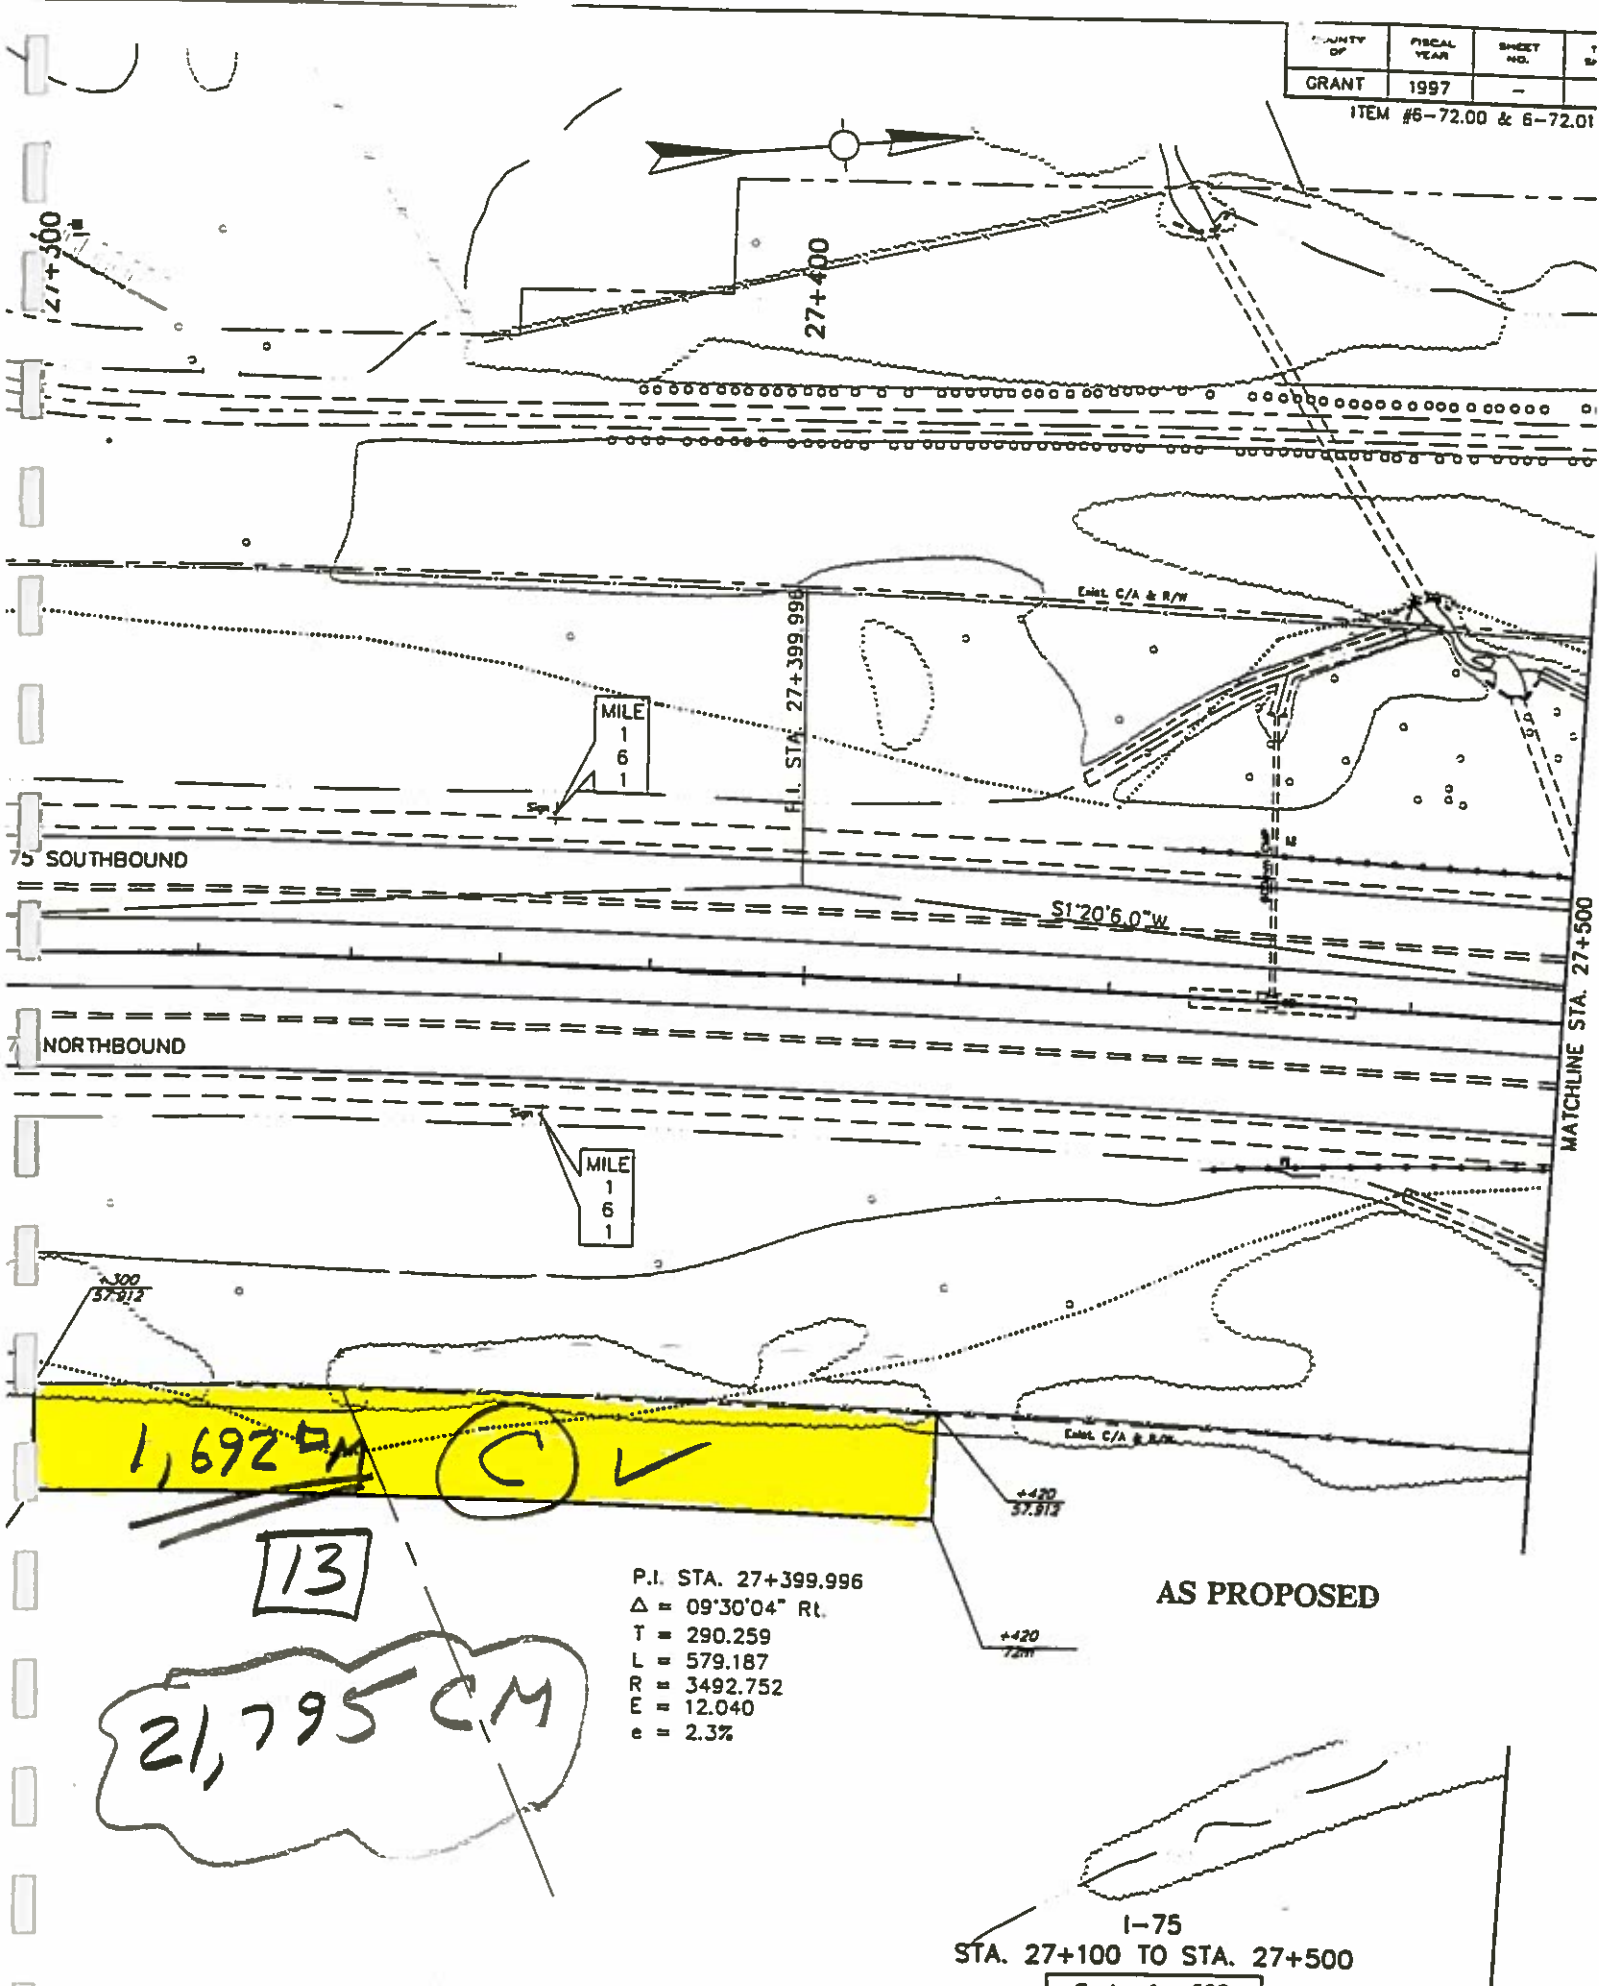 COUNTY OF
FISCAL YEAR
SHEET NO.
GRANT
1997
-
ITEM #6-72.00 & 6-72.01
27+300
27+400
Exist. C/A & R/W
P.I. STA. 27+399.996
MILE
1
6
1
Sign
75 SOUTHBOUND
S1°20'6.0"W
MATCHLINE STA. 27+500
NORTHBOUND
Sign
MILE
1
6
1
+300
57.912
1,692 □M
C ✓
Exist. C/A & R/W
+420
57.912
13
P.I. STA. 27+399.996
Δ = 09°30'04" Rt.
T = 290.259
L = 579.187
R = 3492.752
E = 12.040
e = 2.3%
AS PROPOSED
+420
72m
21,795 CM
I-75
STA. 27+100 TO STA. 27+500